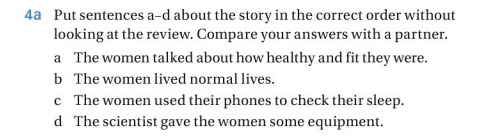 4a Put sentences a–d about the story in the correct order without
looking at the review. Compare your answers with a partner.
a The women talked about how healthy and fit they were.
b The women lived normal lives.
c The women used their phones to check their sleep.
d The scientist gave the women some equipment.